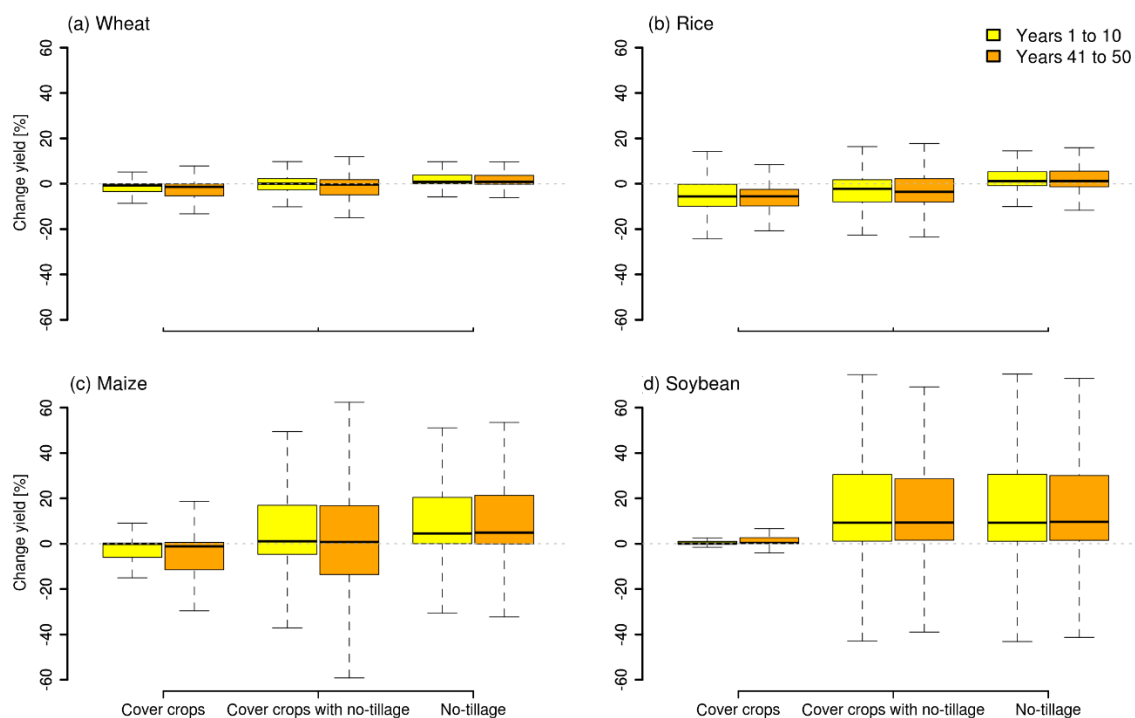 (a) Wheat
(b) Rice
Years 1 to 10
Years 41 to 50
Change yield [%]
60
40
20
0
-20
-40
-60
60
40
20
0
-20
-40
-60
(c) Maize
d) Soybean
Change yield [%]
60
40
20
0
-20
-40
-60
60
40
20
0
-20
-40
-60
Cover crops
Cover crops with no-tillage
No-tillage
Cover crops
Cover crops with no-tillage
No-tillage